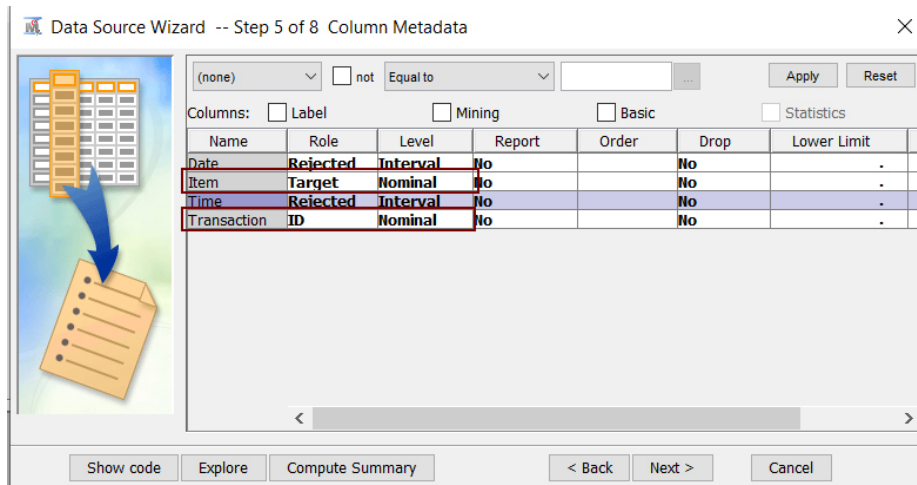 Data Source Wizard -- Step 5 of 8 Column Metadata
(none) not Equal to ... Apply Reset
Columns: Label Mining Basic Statistics
Name Role Level Report Order Drop Lower Limit
Date Rejected Interval No No .
Item Target Nominal No No .
Time Rejected Interval No No .
Transaction ID Nominal No No .
Show code Explore Compute Summary < Back Next > Cancel